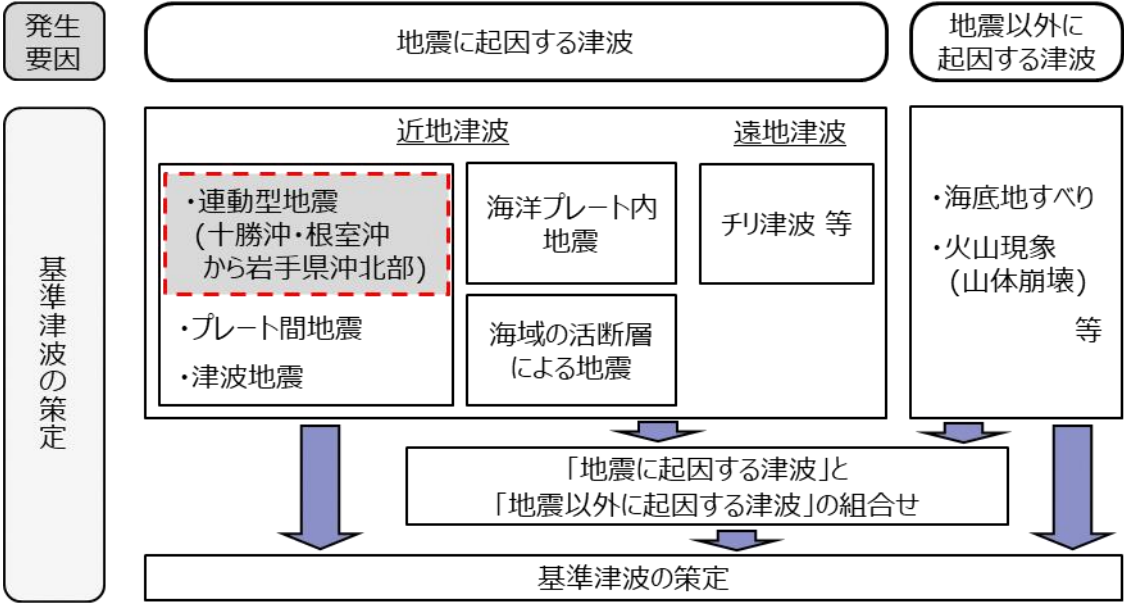 発生
要因
地震に起因する津波
地震以外に
起因する津波
基準津波の策定
近地津波
遠地津波
・連動型地震
(十勝沖・根室沖
から岩手県沖北部)
・プレート間地震
・津波地震
海洋プレート内
地震
海域の活断層
による地震
チリ津波 等
・海底地すべり
・火山現象
(山体崩壊)
等
「地震に起因する津波」と
「地震以外に起因する津波」の組合せ
基準津波の策定